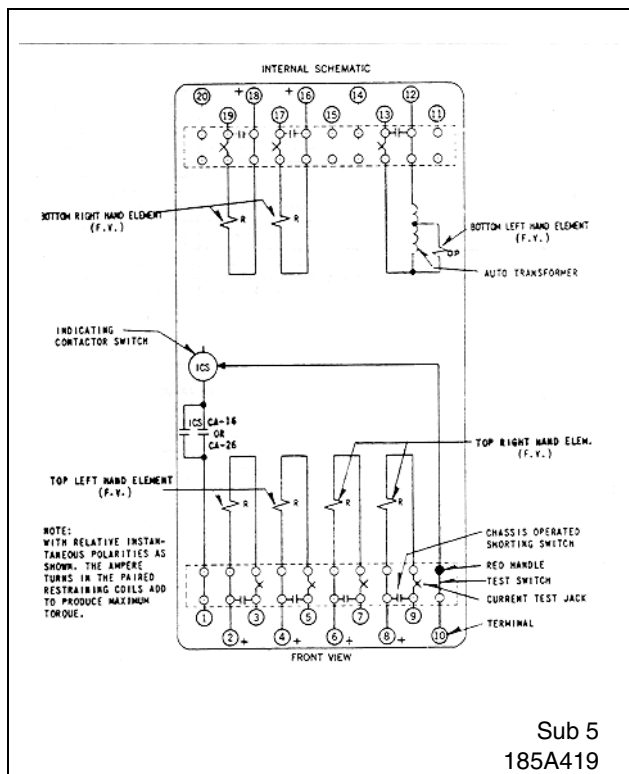 INTERNAL SCHEMATIC
20
+ 18
+ 16
14
12
19
17
15
13
11
R
R
BOTTOM RIGHT HAND ELEMENT
(F.V.)
BOTTOM LEFT HAND ELEMENT
(F.V.)
OP
AUTO TRANSFORMER
INDICATING
CONTACTOR SWITCH
ICS
ICS
CA-16
OR
CA-26
TOP LEFT HAND ELEMENT
(F.V.)
TOP RIGHT HAND ELEM.
(F.V.)
R
R
R
R
NOTE:
WITH RELATIVE INSTAN-
TANEOUS POLARITIES AS
SHOWN. THE AMPERE
TURNS IN THE PAIRED
RESTRAINING COILS ADD
TO PRODUCE MAXIMUM
TORQUE.
CHASSIS OPERATED
SHORTING SWITCH
RED HANDLE
TEST SWITCH
CURRENT TEST JACK
TERMINAL
1
3
5
7
9
2 +
4 +
6 +
8 +
10
FRONT VIEW
Sub 5
185A419